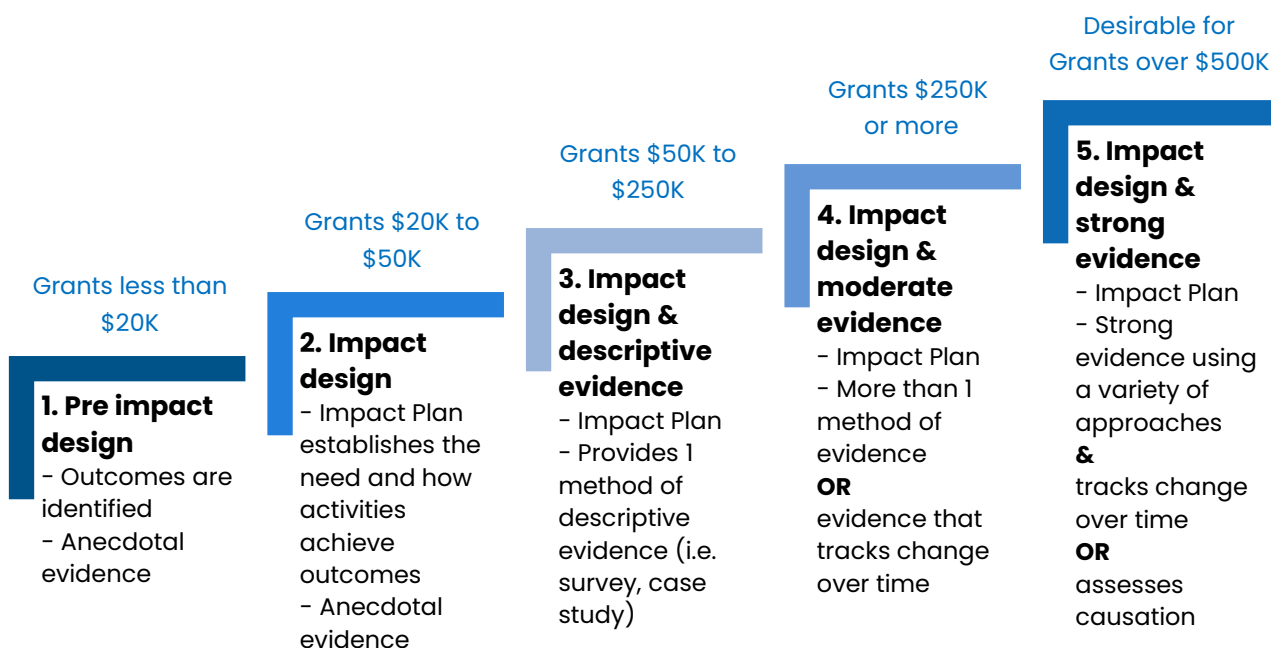 Grants less than
$20K
1. Pre impact
design
- Outcomes are
identified
- Anecdotal
evidence
Grants $20K to
$50K
2. Impact
design
- Impact Plan
establishes the
need and how
activities
achieve
outcomes
- Anecdotal
evidence
Grants $50K to
$250K
3. Impact
design &
descriptive
evidence
- Impact Plan
- Provides 1
method of
descriptive
evidence (i.e.
survey, case
study)
Grants $250K
or more
4. Impact
design &
moderate
evidence
- Impact Plan
- More than 1
method of
evidence
OR
evidence that
tracks change
over time
Desirable for
Grants over $500K
5. Impact
design &
strong
evidence
- Impact Plan
- Strong
evidence using
a variety of
approaches
&
tracks change
over time
OR
assesses
causation